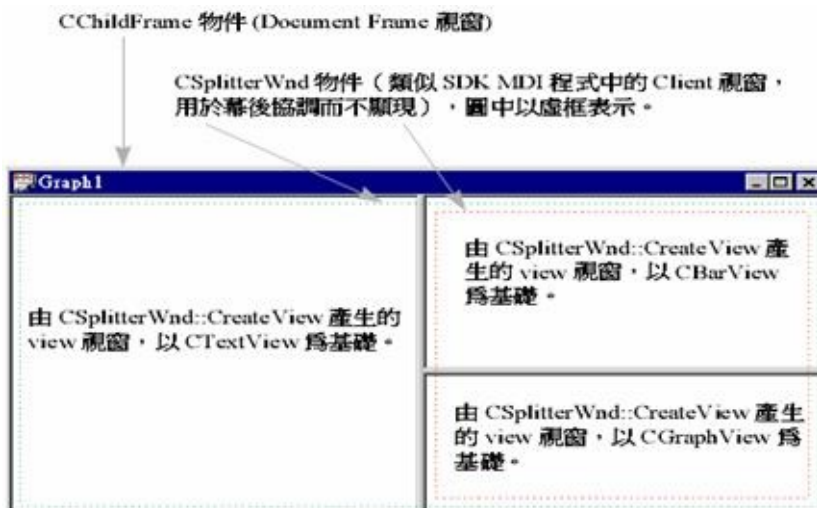 CChildFrame 物件 (Document Frame 視窗)
CSplitterWnd 物件（類似 SDK MDI 程式中的 Client 視窗，
用於幕後協調而不顯現），圖中以虛框表示。
Graph1
由 CSplitterWnd::CreateView 產生的
view 視窗，以 CTextView 爲基礎。
由 CSplitterWnd::CreateView 產
生的 view 視窗，以 CBarView
爲基礎。
由 CSplitterWnd::CreateView 產生
的 view 視窗，以 CGraphView 爲
基礎。